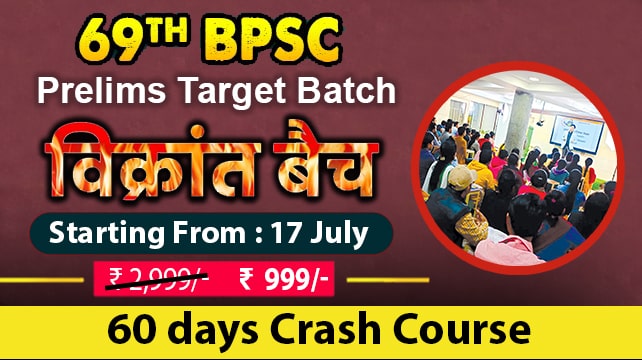 69TH BPSC
Prelims Target Batch
विक्रांत बैच
Starting From : 17 July
₹ 2,999/- ₹ 999/-
60 days Crash Course